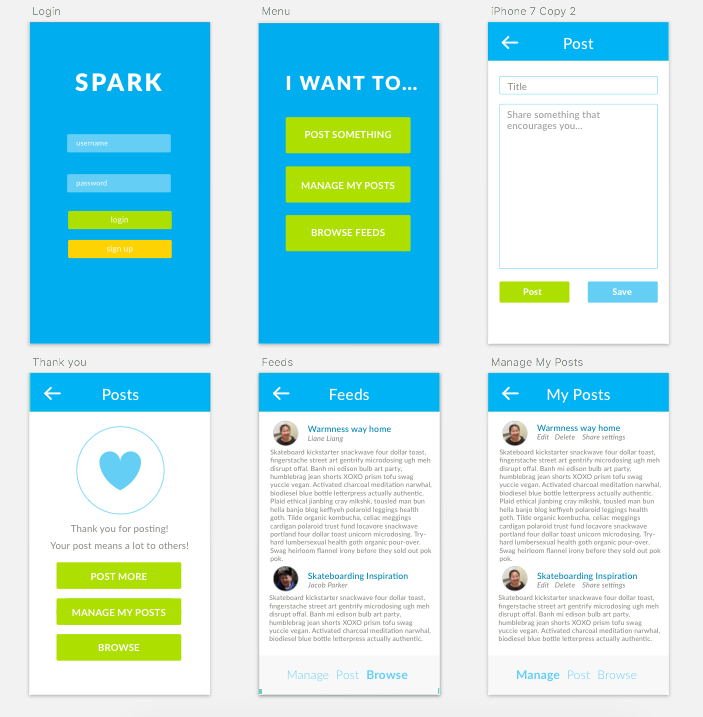 Login
SPARK
username
password
login
sign up
Menu
I WANT TO...
POST SOMETHING
MANAGE MY POSTS
BROWSE FEEDS
iPhone 7 Copy 2
Post
Title
Share something that
encourages you...
Post
Save
Thank you
Posts
Thank you for posting!
Your post means a lot to others!
POST MORE
MANAGE MY POSTS
BROWSE
Feeds
Feeds
Warmness way home
Liane Liang
Skateboard kickstarter snackwave four dollar toast,
fingerstache street art gentrify microdosing ugh meh
disrupt offal. Banh mi edison bulb art party,
humblebrag jean shorts XOXO prism tofu swag
yuccie vegan. Activated charcoal meditation narwhal,
biodiesel blue bottle letterpress actually authentic.
Plaid ethical jianbing cray mlkshk, tousled man bun
hella banjo blog keffiyeh polaroid leggings health
goth. Tilde organic kombucha, celiac meggings
cardigan polaroid trust fund locavore snackwave
portland four dollar toast unicorn microdosing. Try-
hard lumbersexual health goth organic pour-over.
Swag heirloom flannel irony before they sold out pok
pok.
Skateboarding Inspiration
Jacob Parker
Skateboard kickstarter snackwave four dollar toast,
fingerstache street art gentrify microdosing ugh meh
disrupt offal. Banh mi edison bulb art party,
humblebrag jean shorts XOXO prism tofu swag
yuccie vegan. Activated charcoal meditation narwhal,
biodiesel blue bottle letterpress actually authentic.
Manage Post Browse
Manage My Posts
My Posts
Warmness way home
Edit Delete Share settings
Skateboard kickstarter snackwave four dollar toast,
fingerstache street art gentrify microdosing ugh meh
disrupt offal. Banh mi edison bulb art party,
humblebrag jean shorts XOXO prism tofu swag
yuccie vegan. Activated charcoal meditation narwhal,
biodiesel blue bottle letterpress actually authentic.
Plaid ethical jianbing cray mlkshk, tousled man bun
hella banjo blog keffiyeh polaroid leggings health
goth. Tilde organic kombucha, celiac meggings
cardigan polaroid trust fund locavore snackwave
portland four dollar toast unicorn microdosing. Try-
hard lumbersexual health goth organic pour-over.
Swag heirloom flannel irony before they sold out pok
pok.
Skateboarding Inspiration
Edit Delete Share settings
Skateboard kickstarter snackwave four dollar toast,
fingerstache street art gentrify microdosing ugh meh
disrupt offal. Banh mi edison bulb art party,
humblebrag jean shorts XOXO prism tofu swag
yuccie vegan. Activated charcoal meditation narwhal,
biodiesel blue bottle letterpress actually authentic.
Manage Post Browse